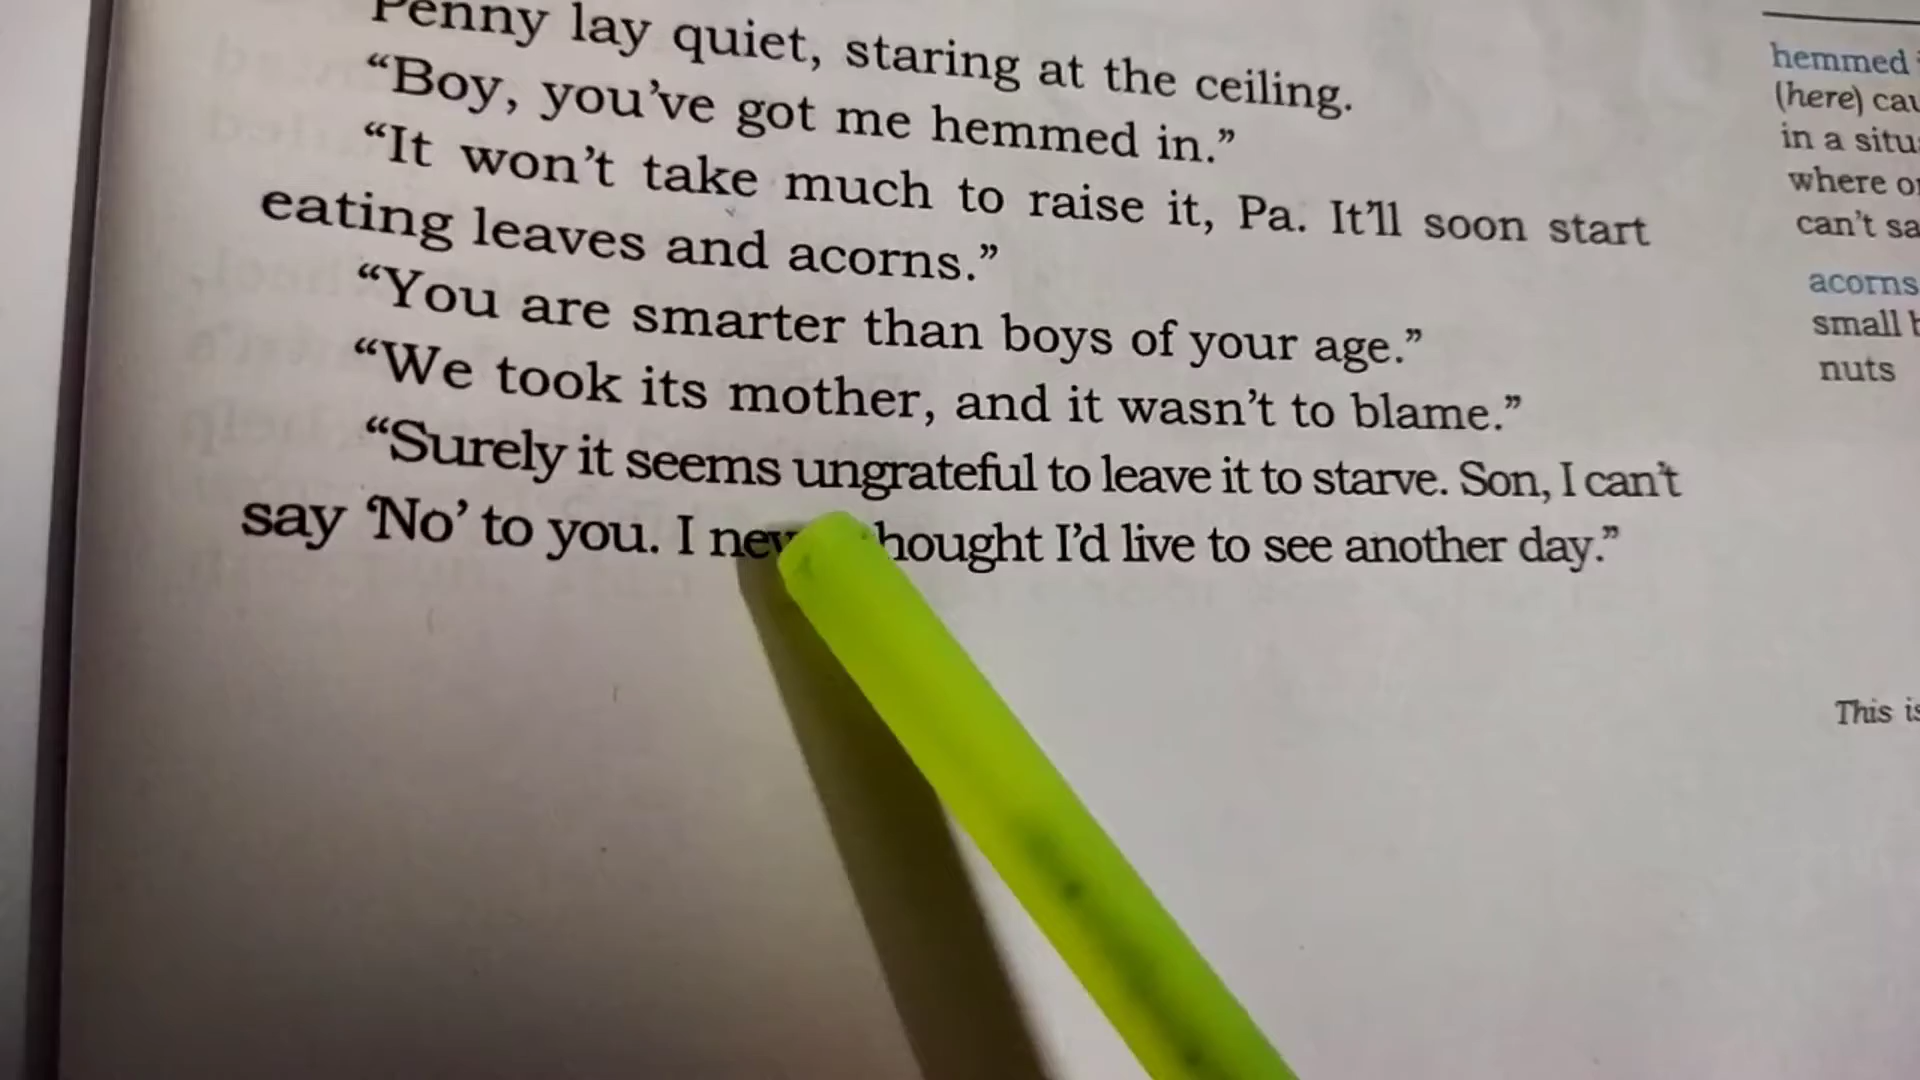 Penny lay quiet, staring at the ceiling.
“Boy, you’ve got me hemmed in.”
“It won’t take much to raise it, Pa. It’ll soon start
eating leaves and acorns.”
“You are smarter than boys of your age.”
“We took its mother, and it wasn’t to blame.”
“Surely it seems ungrateful to leave it to starve. Son, I can’t
say ‘No’ to you. I I’d live to see another day.”
hemmed
(here)
in a
where
can’t
acorns
small
nuts
This